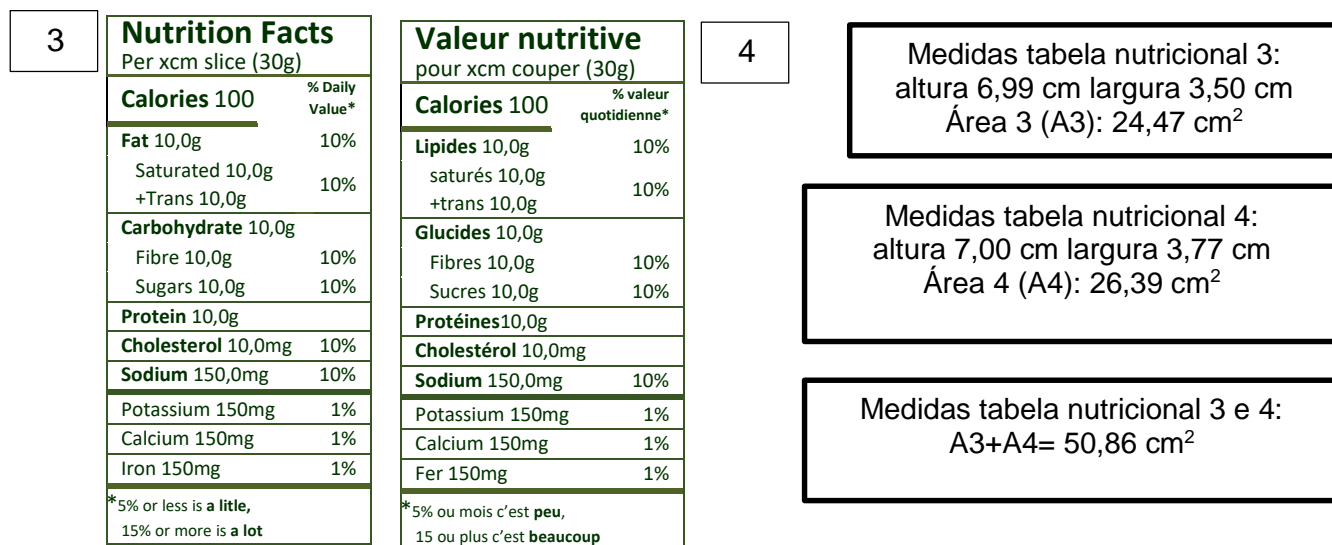 3
Nutrition Facts
Per xcm slice (30g)
Calories 100
% Daily
Value*
Fat 10,0g 10%
Saturated 10,0g
+Trans 10,0g
10%
Carbohydrate 10,0g
Fibre 10,0g 10%
Sugars 10,0g 10%
Protein 10,0g
Cholesterol 10,0mg 10%
Sodium 150,0mg 10%
Potassium 150mg 1%
Calcium 150mg 1%
Iron 150mg 1%
*5% or less is a litle,
15% or more is a lot
Valeur nutritive
pour xcm couper (30g)
Calories 100
% valeur
quotidienne*
Lipides 10,0g 10%
saturés 10,0g
+trans 10,0g
10%
Glucides 10,0g
Fibres 10,0g 10%
Sucres 10,0g 10%
Protéines10,0g
Cholestérol 10,0mg
Sodium 150,0mg 10%
Potassium 150mg 1%
Calcium 150mg 1%
Fer 150mg 1%
*5% ou mois c'est peu,
15 ou plus c'est beaucoup
4
Medidas tabela nutricional 3:
altura 6,99 cm largura 3,50 cm
Área 3 (A3): 24,47 cm²
Medidas tabela nutricional 4:
altura 7,00 cm largura 3,77 cm
Área 4 (A4): 26,39 cm²
Medidas tabela nutricional 3 e 4:
A3+A4= 50,86 cm²